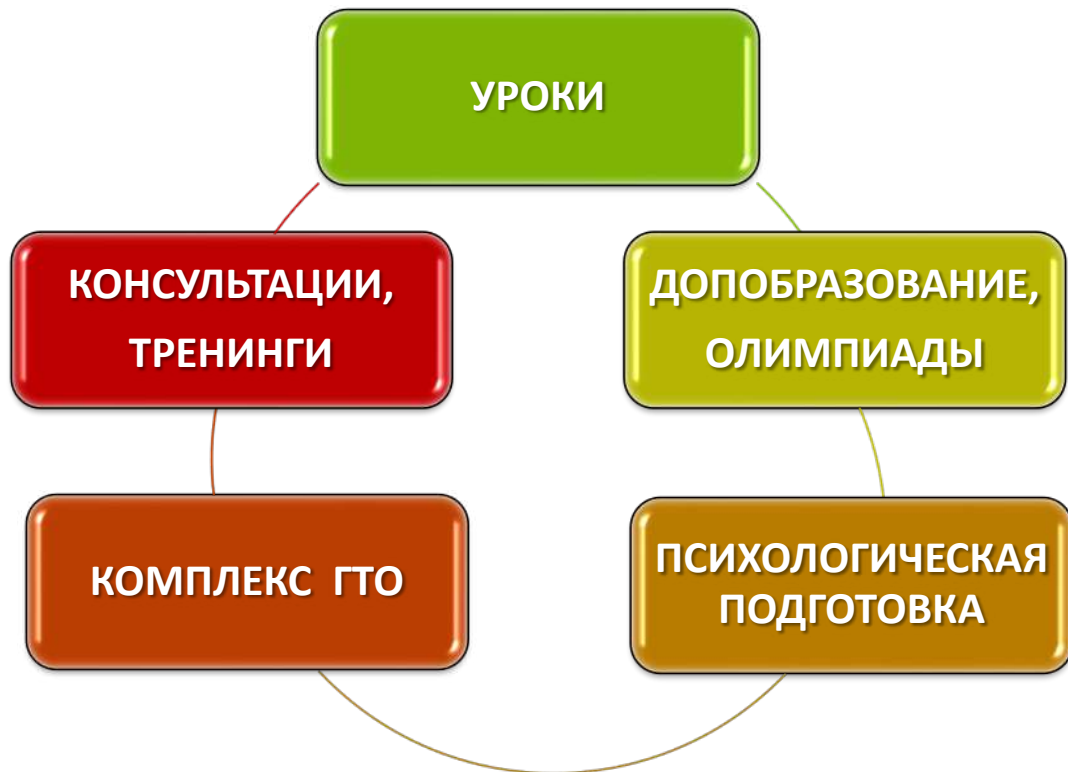 УРОКИ
КОНСУЛЬТАЦИИ,
ТРЕНИНГИ
ДОПОБРАЗОВАНИЕ,
ОЛИМПИАДЫ
КОМПЛЕКС ГТО
ПСИХОЛОГИЧЕСКАЯ
ПОДГОТОВКА